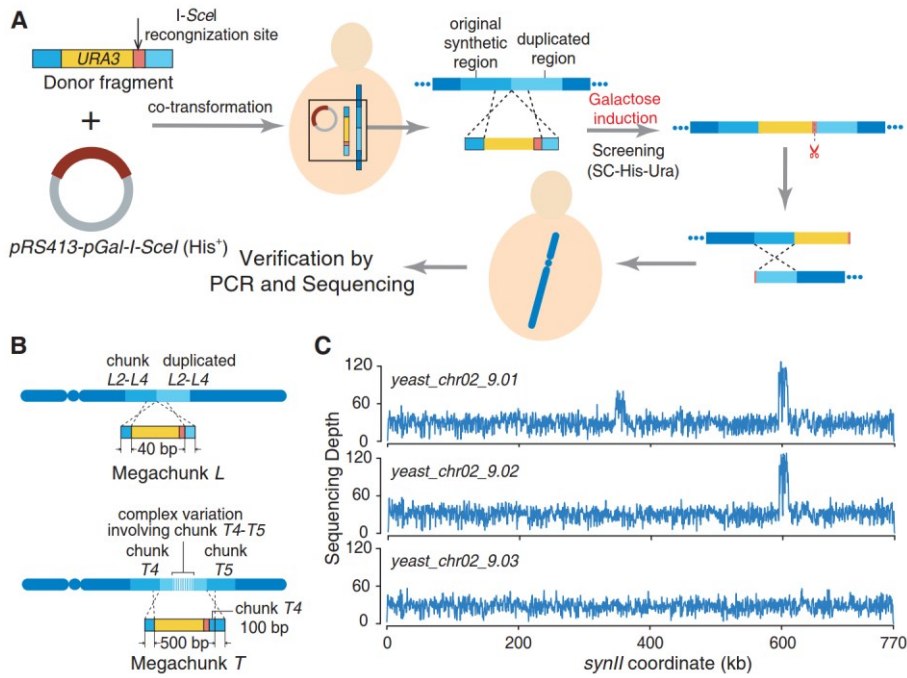 A
I-SceI
recongnization site
URA3
Donor fragment
+
co-transformation
pRS413-pGal-I-SceI (His+)
original
synthetic
region
duplicated
region
Galactose
induction
Screening
(SC-His-Ura)
Verification by
PCR and Sequencing
B
chunk
L2-L4
duplicated
L2-L4
40 bp
Megachunk L
complex variation
involving chunk T4-T5
chunk
T4
chunk
T5
chunk T4
100 bp
500 bp
Megachunk T
C
Sequencing Depth
120
60
0
yeast_chr02_9.01
120
60
0
yeast_chr02_9.02
120
60
0
yeast_chr02_9.03
0 200 400 600 770
synII coordinate (kb)